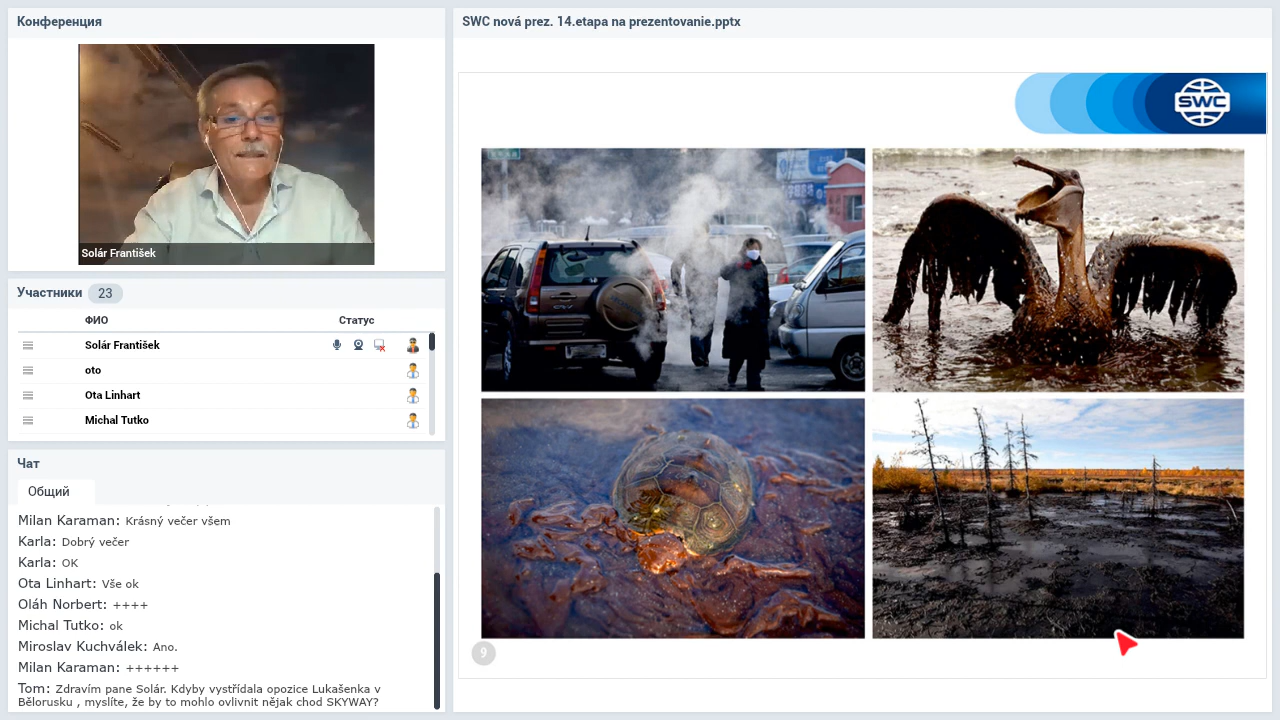 Конференция
Solár František
Участники 23
ФИО Статус
Solár František
oto
Ota Linhart
Michal Tutko
Чат
Общий
Milan Karaman: Krásný večer všem
Karla: Dobrý večer
Karla: OK
Ota Linhart: Vše ok
Oláh Norbert: ++++
Michal Tutko: ok
Miroslav Kuchválek: Ano.
Milan Karaman: ++++++
Tom: Zdravím pane Solár. Kdyby vystřídala opozice Lukašenka v
Bělorusku , myslíte, že by to mohlo ovlivnit nějak chod SKYWAY?
SWC nová prez. 14.etapa na prezentovanie.pptx
SWC
9